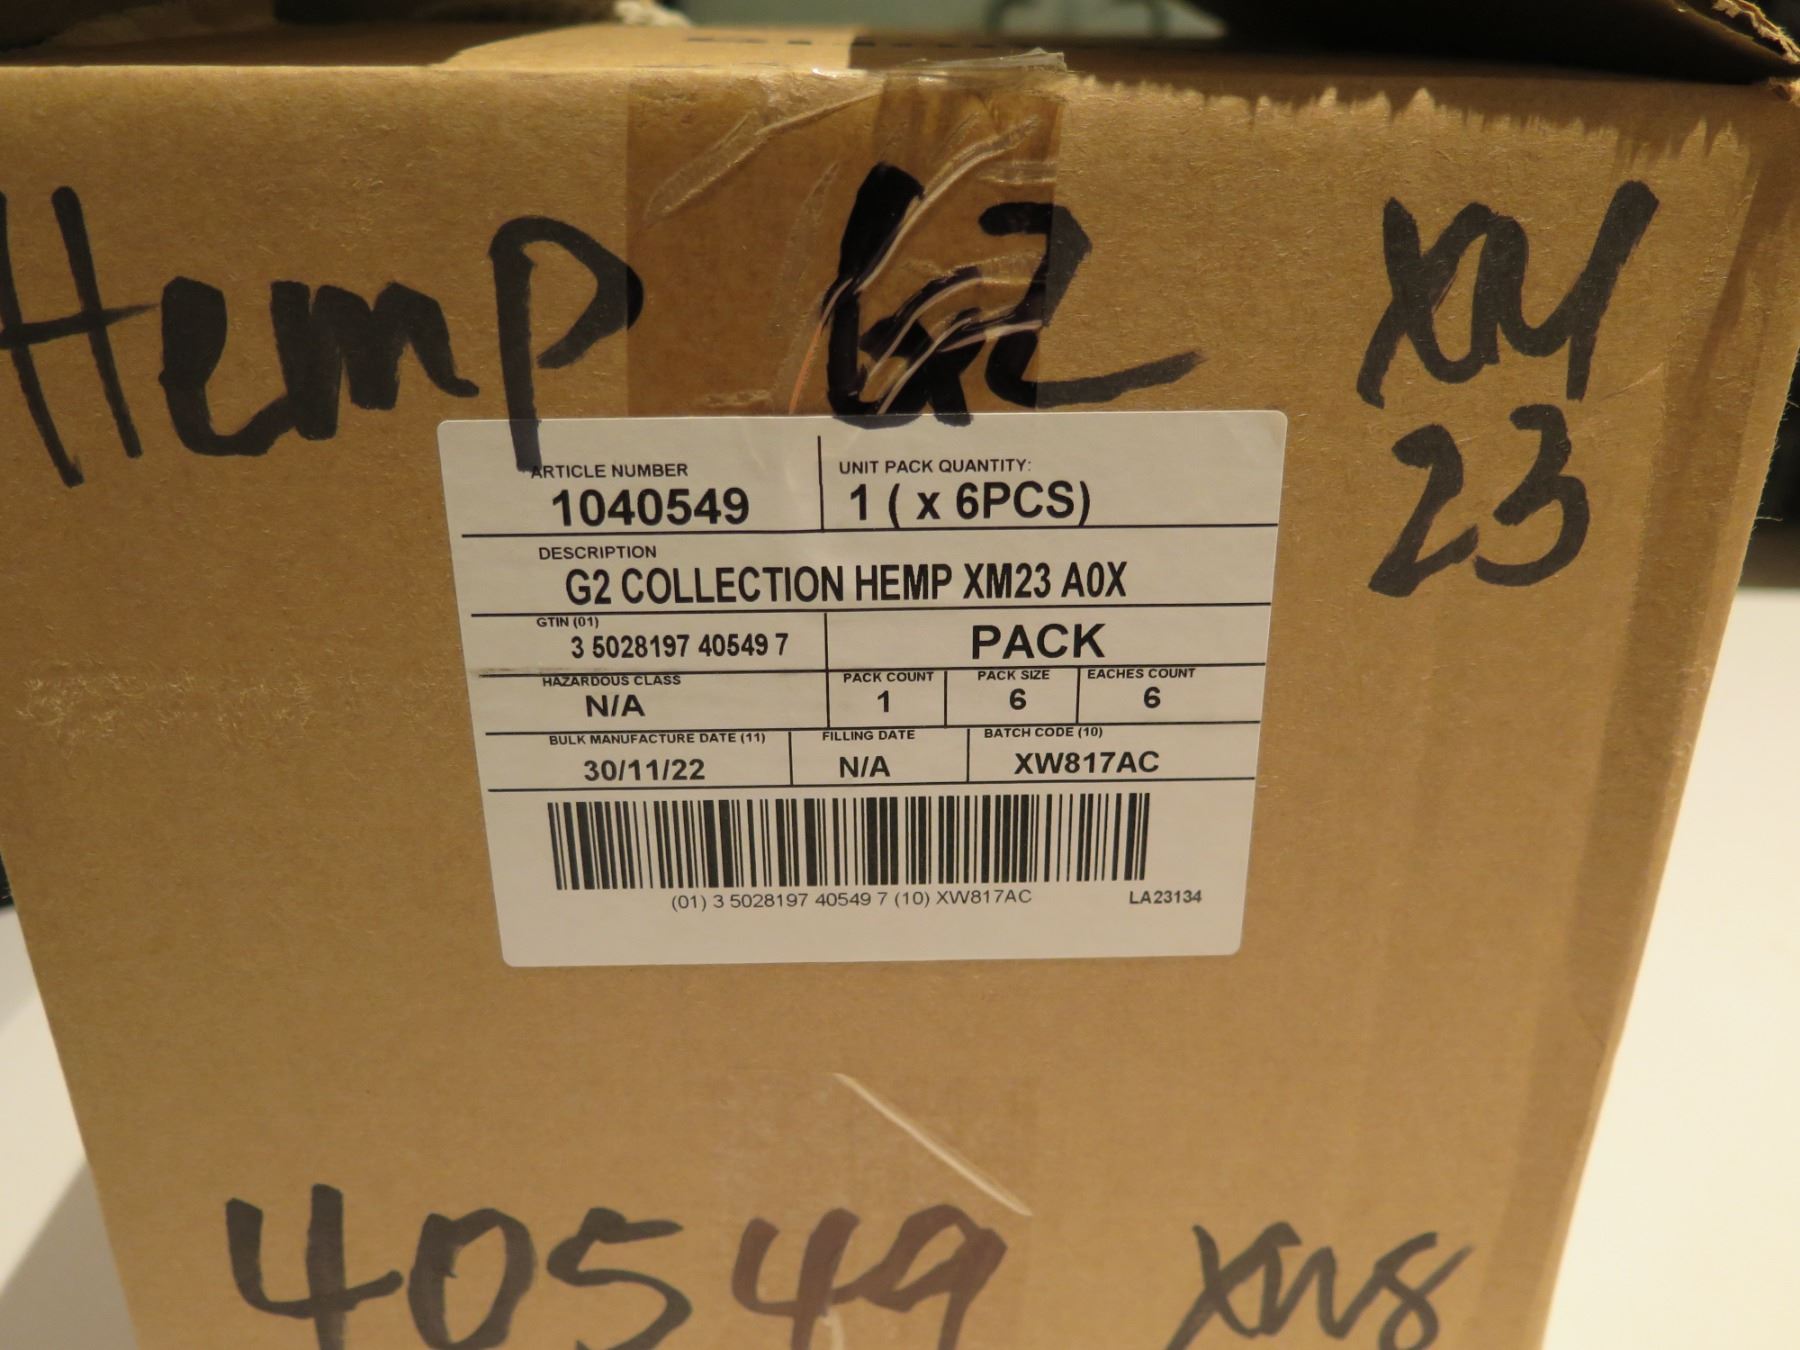 Hemp G2 XM
23
ARTICLE NUMBER UNIT PACK QUANTITY:
1040549 1 ( x 6PCS)
DESCRIPTION
G2 COLLECTION HEMP XM23 A0X
GTIN (01)
3 5028197 40549 7 PACK
HAZARDOUS CLASS PACK COUNT PACK SIZE EACHES COUNT
N/A 1 6 6
BULK MANUFACTURE DATE (11) FILLING DATE BATCH CODE (10)
30/11/22 N/A XW817AC
(01) 3 5028197 40549 7 (10) XW817AC LA23134
40549